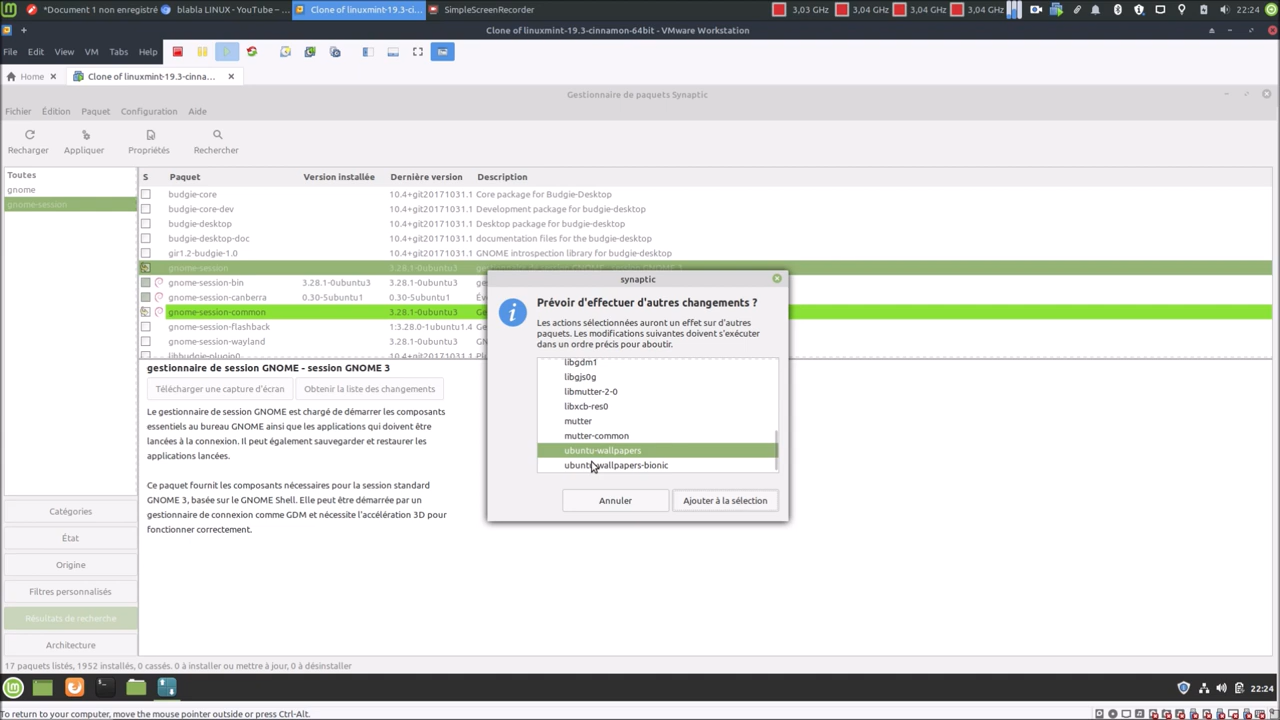 *Document 1 non enregistré
blabla LINUX - YouTube – ...
Clone of linuxmint-19.3-cinn...
SimpleScreenRecorder
3,03 GHz
3,04 GHz
3,04 GHz
3,04 GHz
22:24
Clone of linuxmint-19.3-cinnamon-64bit - VMware Workstation
File Edit View VM Tabs Help
Home
Clone of linuxmint-19.3-cinna...
Gestionnaire de paquets Synaptic
Fichier Édition Paquet Configuration Aide
Recharger Appliquer Propriétés Rechercher
Toutes
gnome
gnome-session
S Paquet Version installée Dernière version Description
budgie-core 10.4+git20171031.1 Core package for Budgie-Desktop
budgie-core-dev 10.4+git20171031.1 Development package for budgie-desktop
budgie-desktop 10.4+git20171031.1 Desktop package for budgie-desktop
budgie-desktop-doc 10.4+git20171031.1 documentation files for the budgie-desktop
gir1.2-budgie-1.0 10.4+git20171031.1 GNOME introspection library for budgie-desktop
gnome-session 3.28.1-0ubuntu3
gnome-session-bin 3.28.1-0ubuntu3 3.28.1-0ubuntu3 ge
gnome-session-canberra 0.30-5ubuntu1 0.30-5ubuntu1 Év
gnome-session-common 3.28.1-0ubuntu3 Ge
gnome-session-flashback 1:3.28.0-1ubuntu1.4
gnome-session-wayland 3.28.1-0ubuntu3
libbudgie-plugin0 10.4+git20171031.1
synaptic
Prévoir d'effectuer d'autres changements ?
Les actions sélectionnées auront un effet sur d'autres
paquets. Les modifications suivantes doivent s'exécuter
dans un ordre précis pour aboutir.
libgdm1
libgjs0g
libmutter-2-0
libxcb-res0
mutter
mutter-common
ubuntu-wallpapers
ubuntu-wallpapers-bionic
Annuler
Ajouter à la sélection
gestionnaire de session GNOME - session GNOME 3
Télécharger une capture d'écran
Obtenir la liste des changements
Le gestionnaire de session GNOME est chargé de démarrer les composants
essentiels au bureau GNOME ainsi que les applications qui doivent être
lancées à la connexion. Il peut également sauvegarder et restaurer les
applications lancées.
Ce paquet fournit les composants nécessaires pour la session standard
GNOME 3, basée sur le GNOME Shell. Elle peut être démarrée par un
gestionnaire de connexion comme GDM et nécessite l'accélération 3D pour
fonctionner correctement.
Catégories
État
Origine
Filtres personnalisés
Résultats de recherche
Architecture
17 paquets listés, 1952 installés, 0 cassés. 0 à installer ou mettre à jour, 0 à désinstaller
22:24
To return to your computer, move the mouse pointer outside or press Ctrl-Alt.